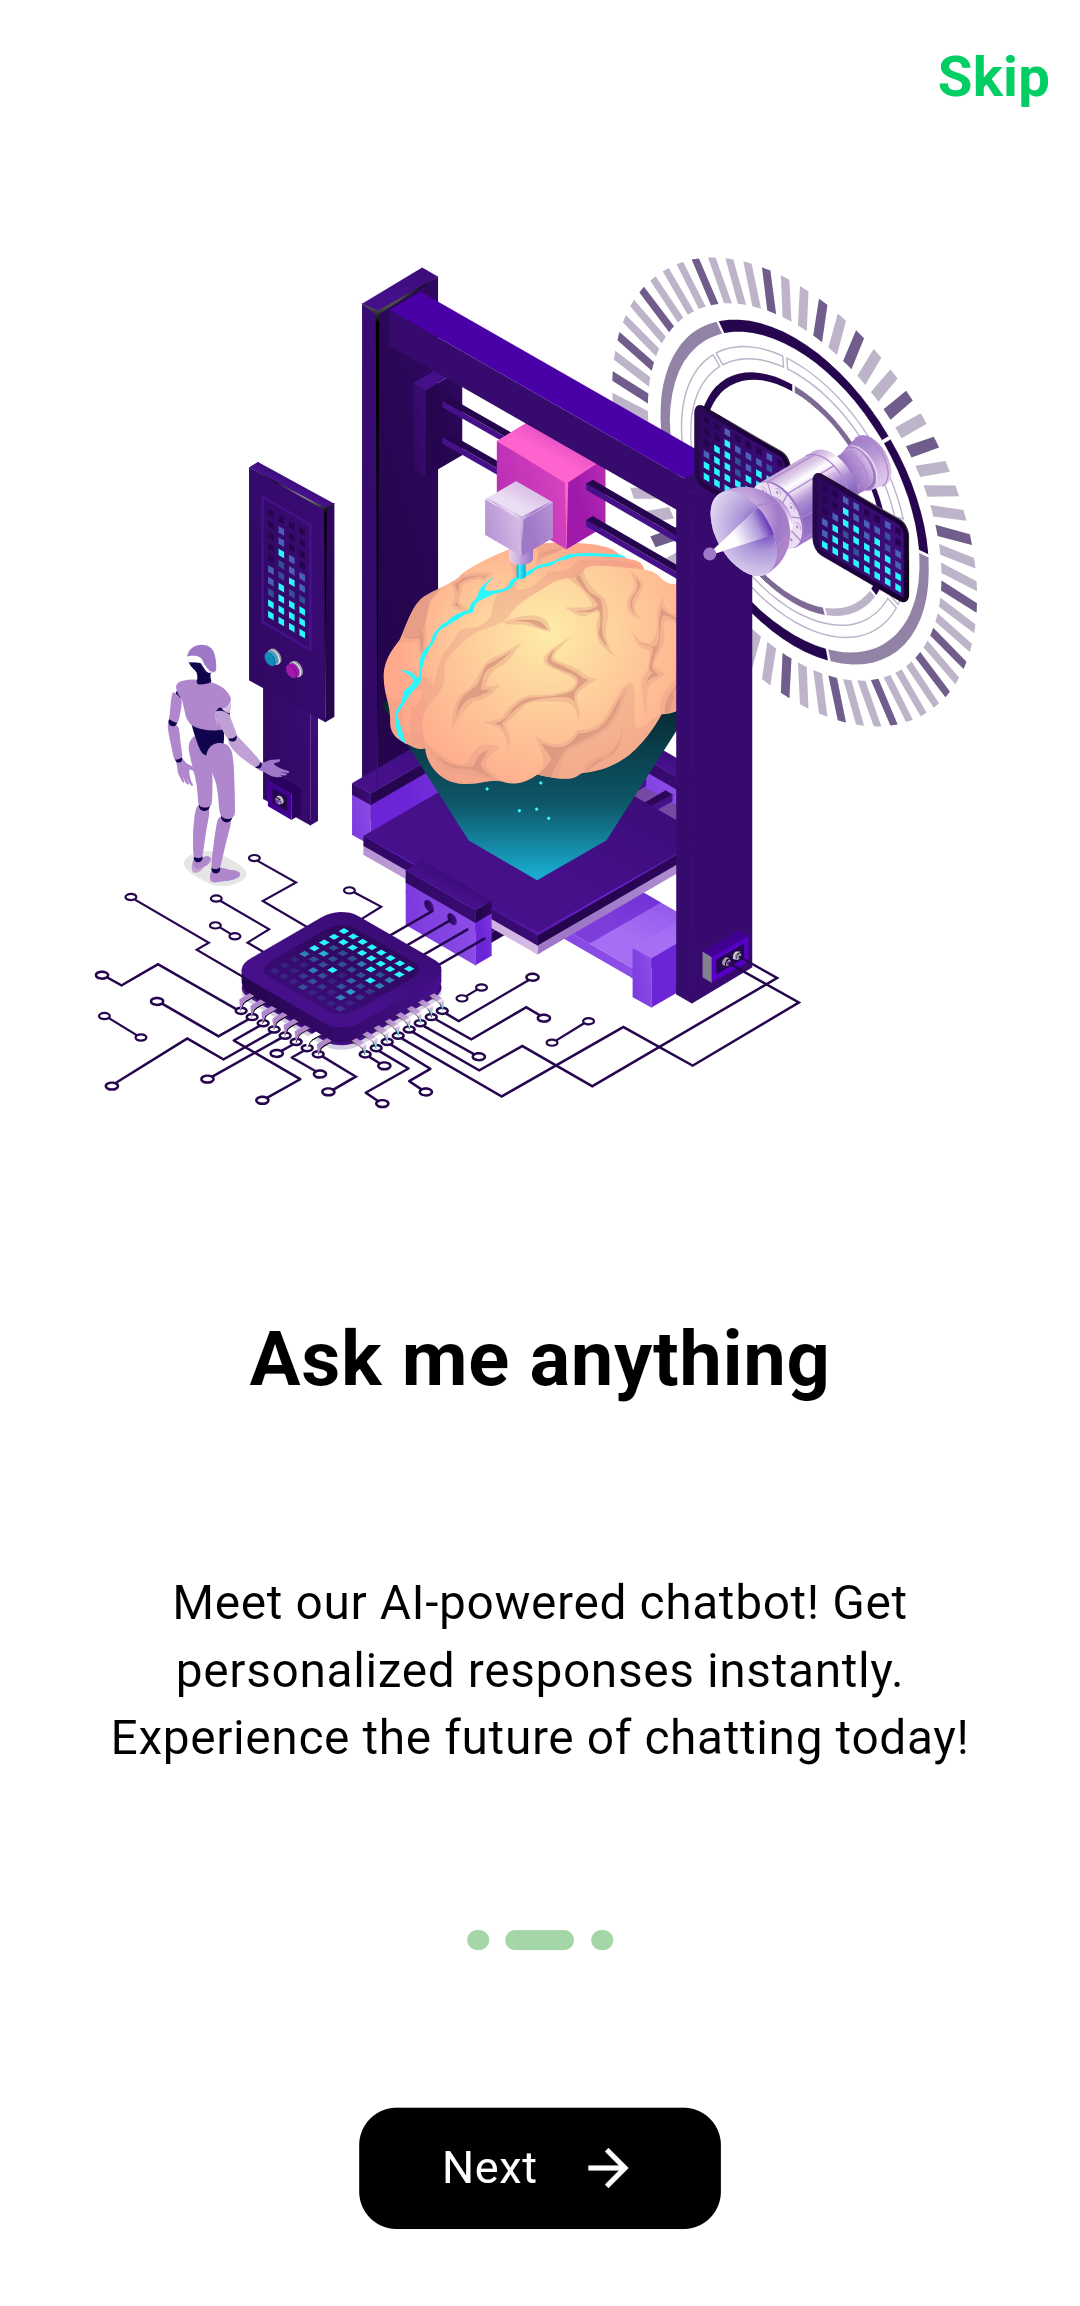 Skip
Ask me anything
Meet our AI-powered chatbot! Get
personalized responses instantly.
Experience the future of chatting today!
Next